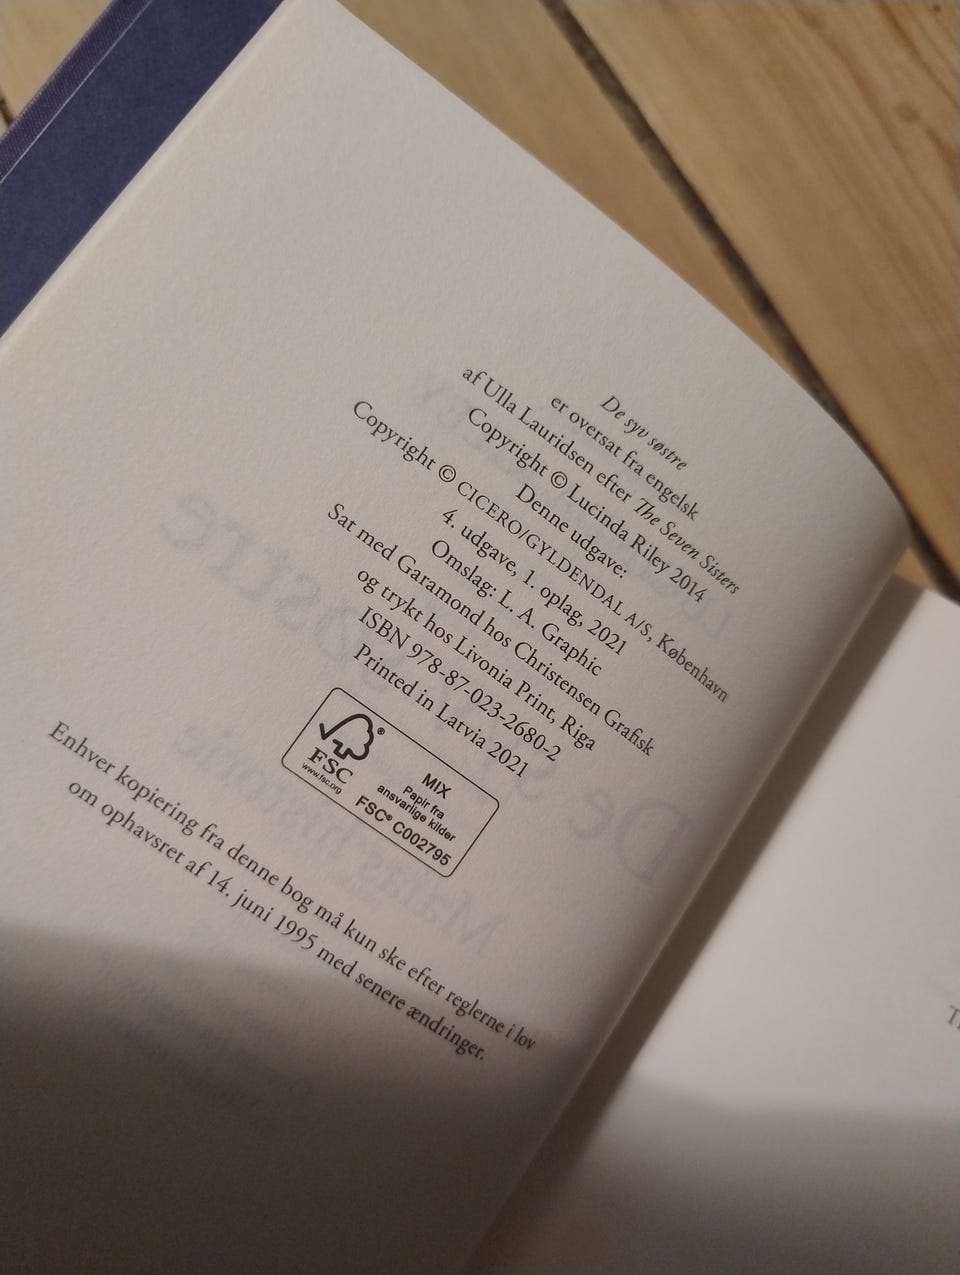 De syv søstre
er oversat fra engelsk
af Ulla Lauridsen efter The Seven Sisters
Copyright © Lucinda Riley 2014
Denne udgave:
Copyright © CICERO/GYLDENDAL A/S, København
4. udgave, 1. oplag, 2021
Omslag: L. A. Graphic
Sat med Garamond hos Christensen Grafisk
og trykt hos Livonia Print, Riga
ISBN 978-87-023-2680-2
Printed in Latvia 2021
FSC
www.fsc.org
MIX
Papir fra
ansvarlige kilder
FSC® C002795
Enhver kopiering fra denne bog må kun ske efter reglerne i lov
om ophavsret af 14. juni 1995 med senere ændringer.